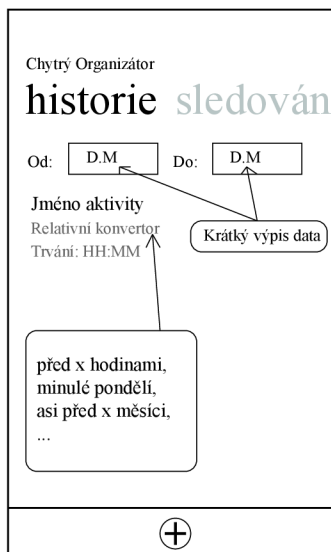 Chytrý Organizátor
historie sledován
Od: D.M Do: D.M
Jméno aktivity
Relativní konvertor
Trvání: HH:MM
Krátký výpis data
před x hodinami,
minulé pondělí,
asi před x měsíci,
...